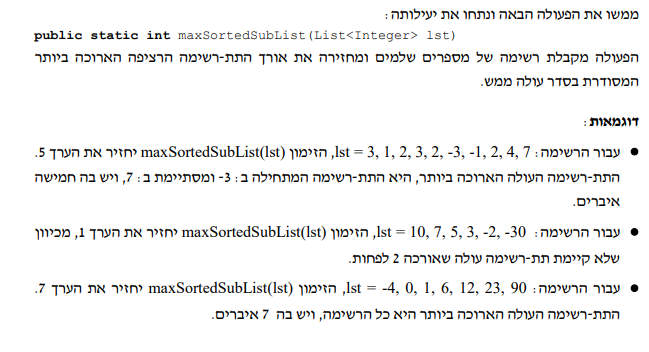 ממשו את הפעולה הבאה ונתחו את יעילותה:
public static int maxSortedSubList(List<Integer> lst)
הפעולה מקבלת רשימה של מספרים שלמים ומחזירה את אורך התת-רשימה הרציפה הארוכה ביותר
המסודרת בסדר עולה ממש.
דוגמאות:
● עבור הרשימה: lst = 3, 1, 2, 3, 2, -3, -1, 2, 4, 7, הזימון maxSortedSubList(lst) יחזיר את הערך 5.
התת-רשימה העולה הארוכה ביותר, היא התת-רשימה המתחילה ב: 3- ומסתיימת ב: 7, ויש בה חמישה
איברים.
● עבור הרשימה: lst = 10, 7, 5, 3, -2, -30, הזימון maxSortedSubList(lst) יחזיר את הערך 1, מכיוון
שלא קיימת תת-רשימה עולה שאורכה 2 לפחות.
● עבור הרשימה: lst = -4, 0, 1, 6, 12, 23, 90, הזימון maxSortedSubList(lst) יחזיר את הערך 7.
התת-רשימה העולה הארוכה ביותר היא כל הרשימה, ויש בה 7 איברים.